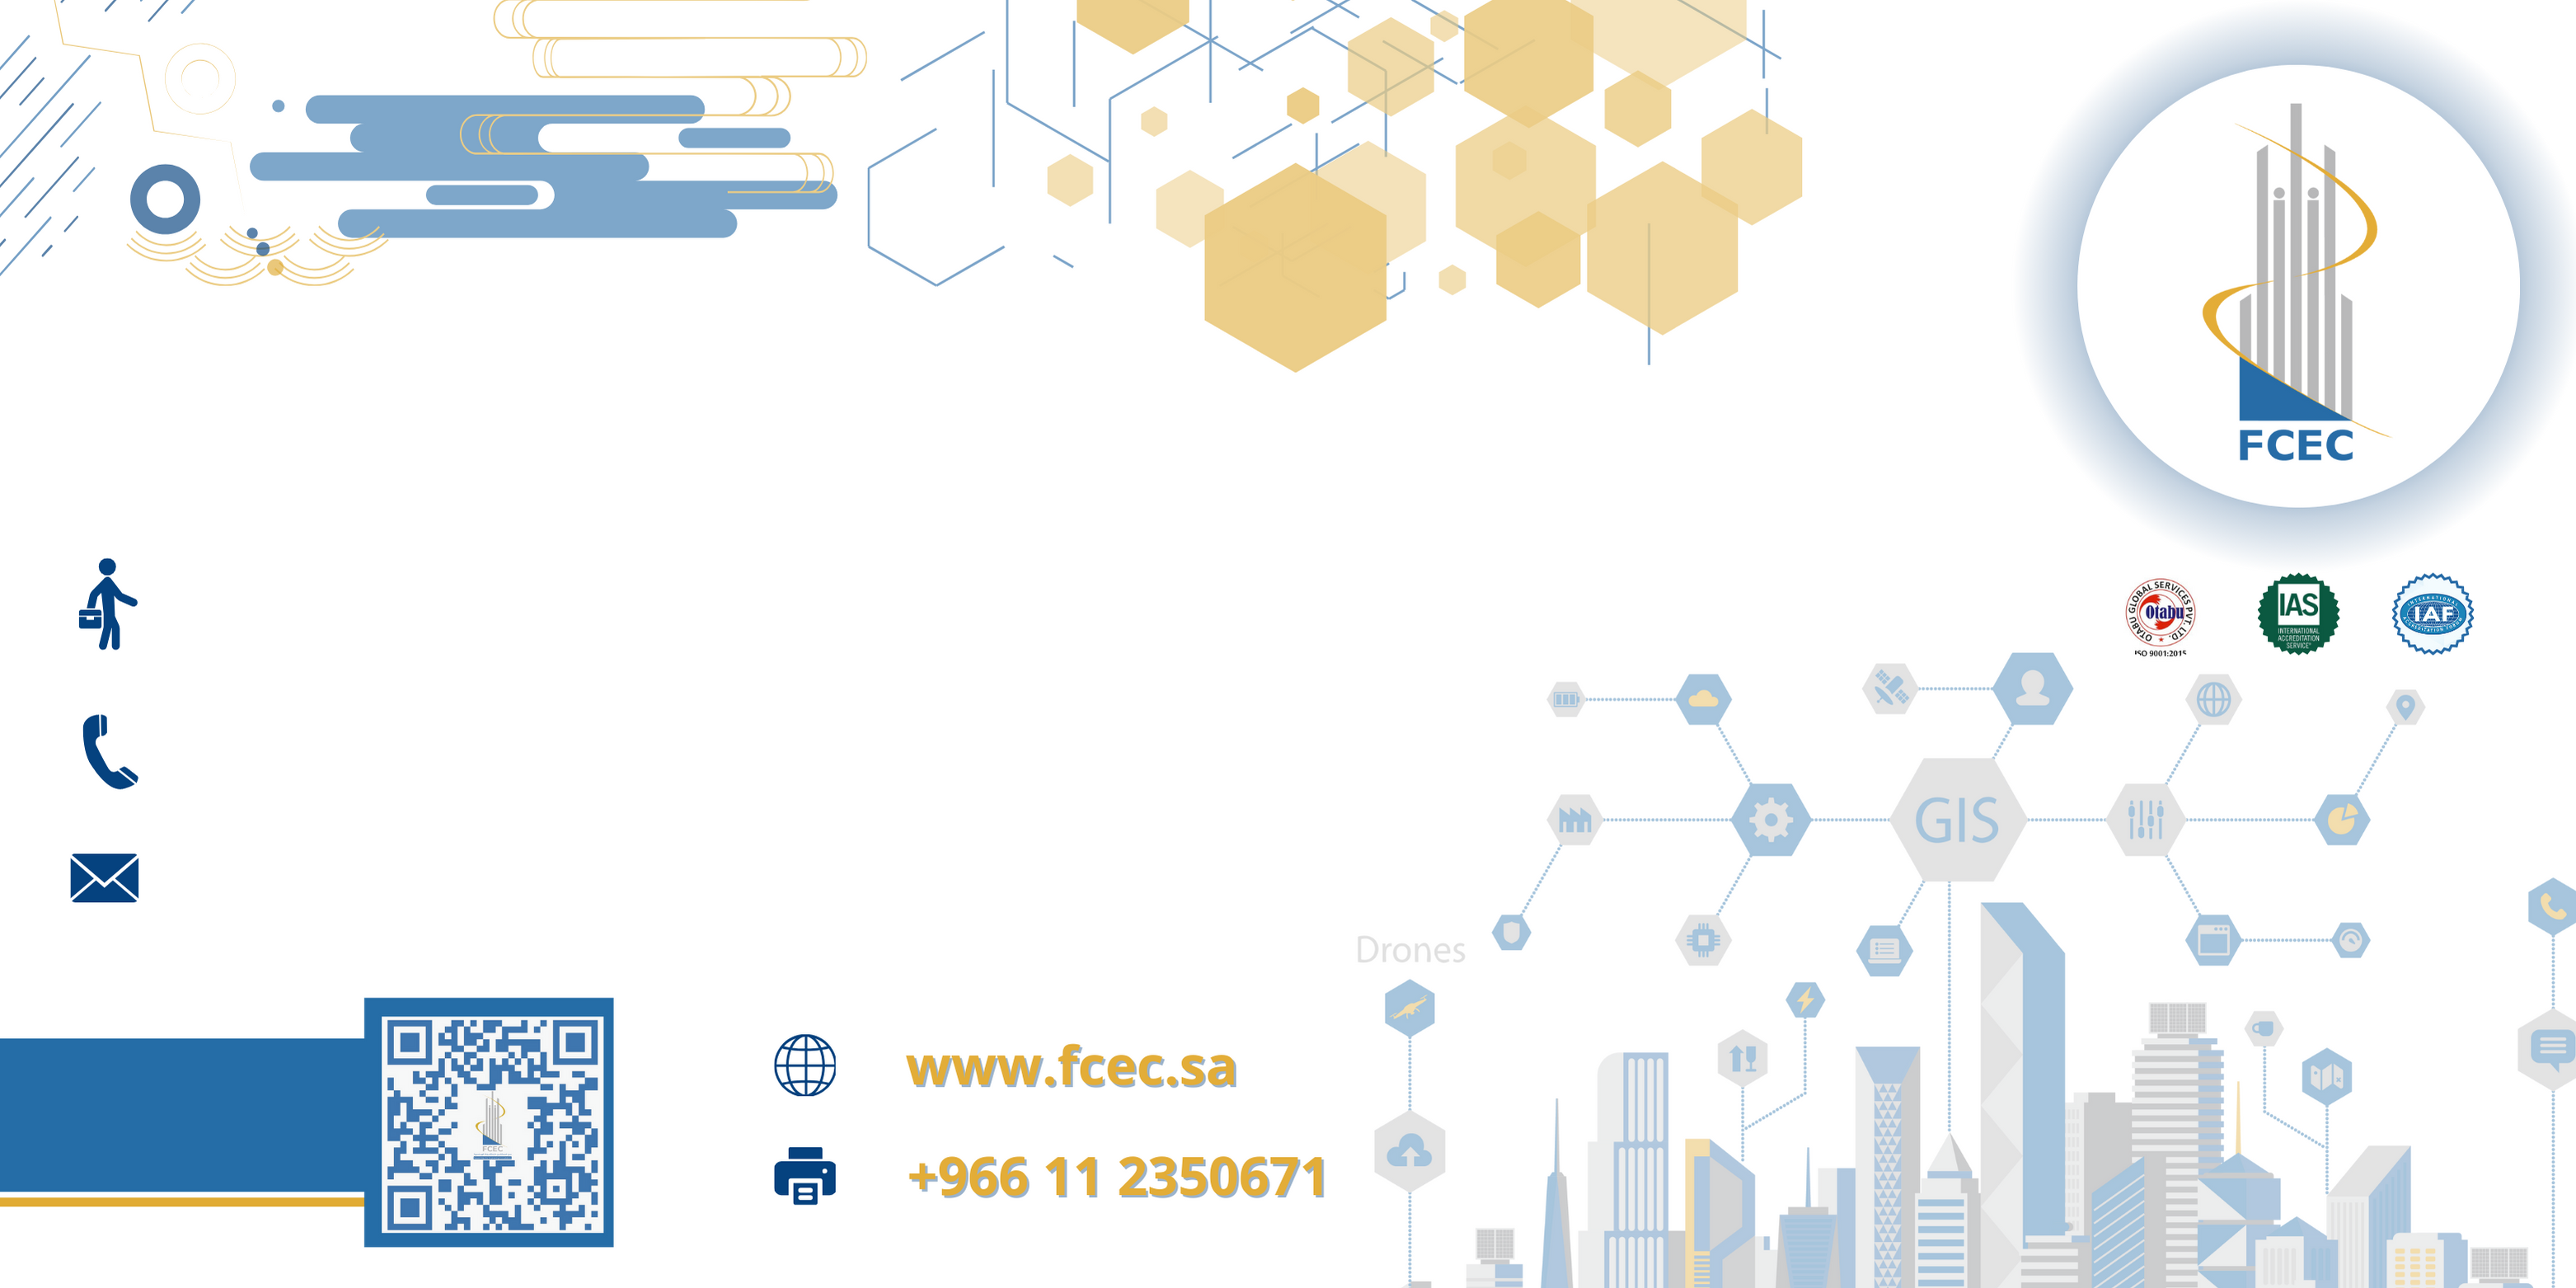 FCEC
OTABU GLOBAL SERVICES PVT. LTD.
Otabu
ISO 9001:2015
IAS
INTERNATIONAL
ACCREDITATION
SERVICE
INTERNATIONAL
IAF
ACCREDITATION FORUM
GIS
Drones
FCEC
www.fcec.sa
+966 11 2350671